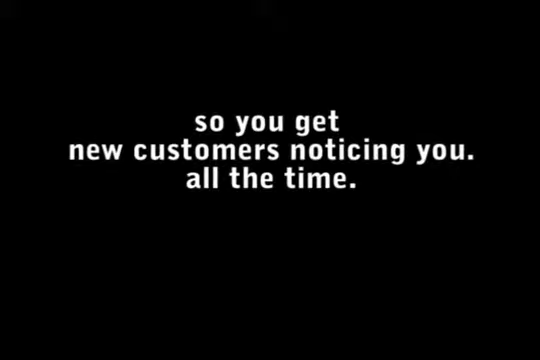 so you get
new customers noticing you.
all the time.